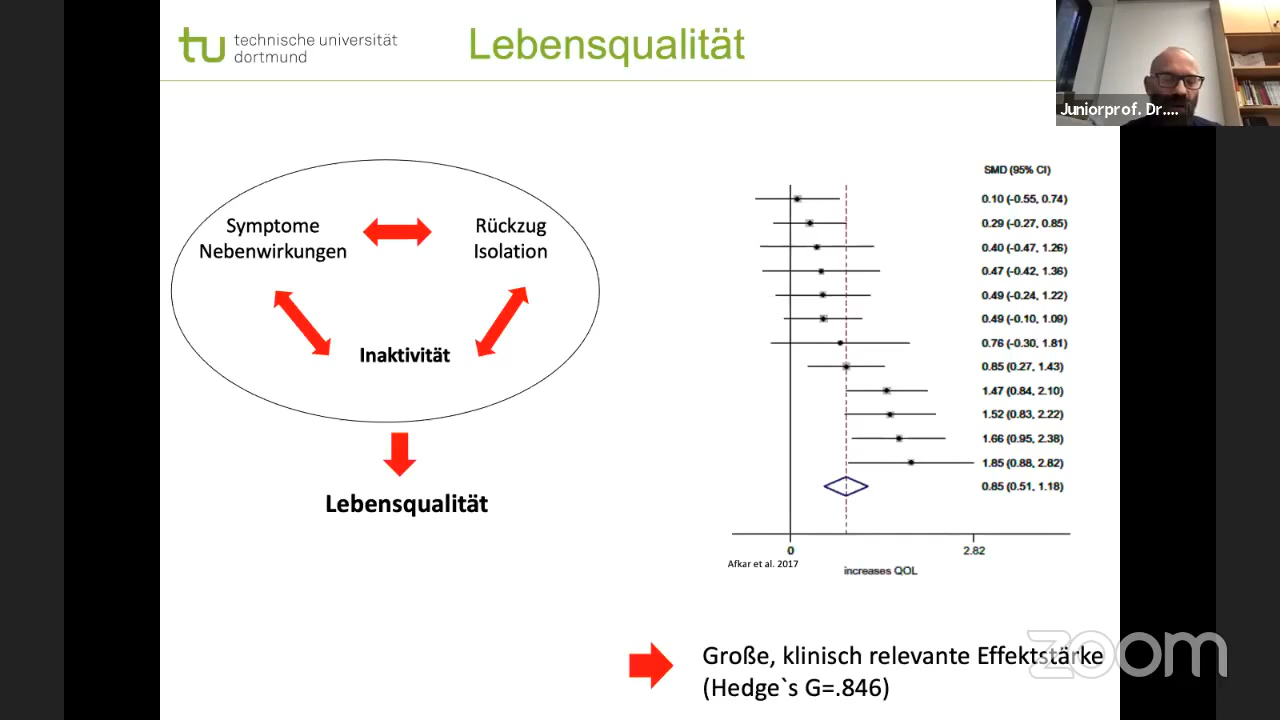 tu technische universität
dortmund
Lebensqualität
Juniorprof. Dr....
Symptome
Nebenwirkungen
Rückzug
Isolation
Inaktivität
Lebensqualität
SMD (95% CI)
0.10 (-0.55, 0.74)
0.29 (-0.27, 0.85)
0.40 (-0.47, 1.26)
0.47 (-0.42, 1.36)
0.49 (-0.24, 1.22)
0.49 (-0.10, 1.09)
0.76 (-0.30, 1.81)
0.85 (0.27, 1.43)
1.47 (0.84, 2.10)
1.52 (0.83, 2.22)
1.66 (0.95, 2.38)
1.85 (0.88, 2.82)
0.85 (0.51, 1.18)
0 2.82
Afkar et al. 2017
increases QOL
Große, klinisch relevante Effektstärke
(Hedge`s G=.846)
zoom